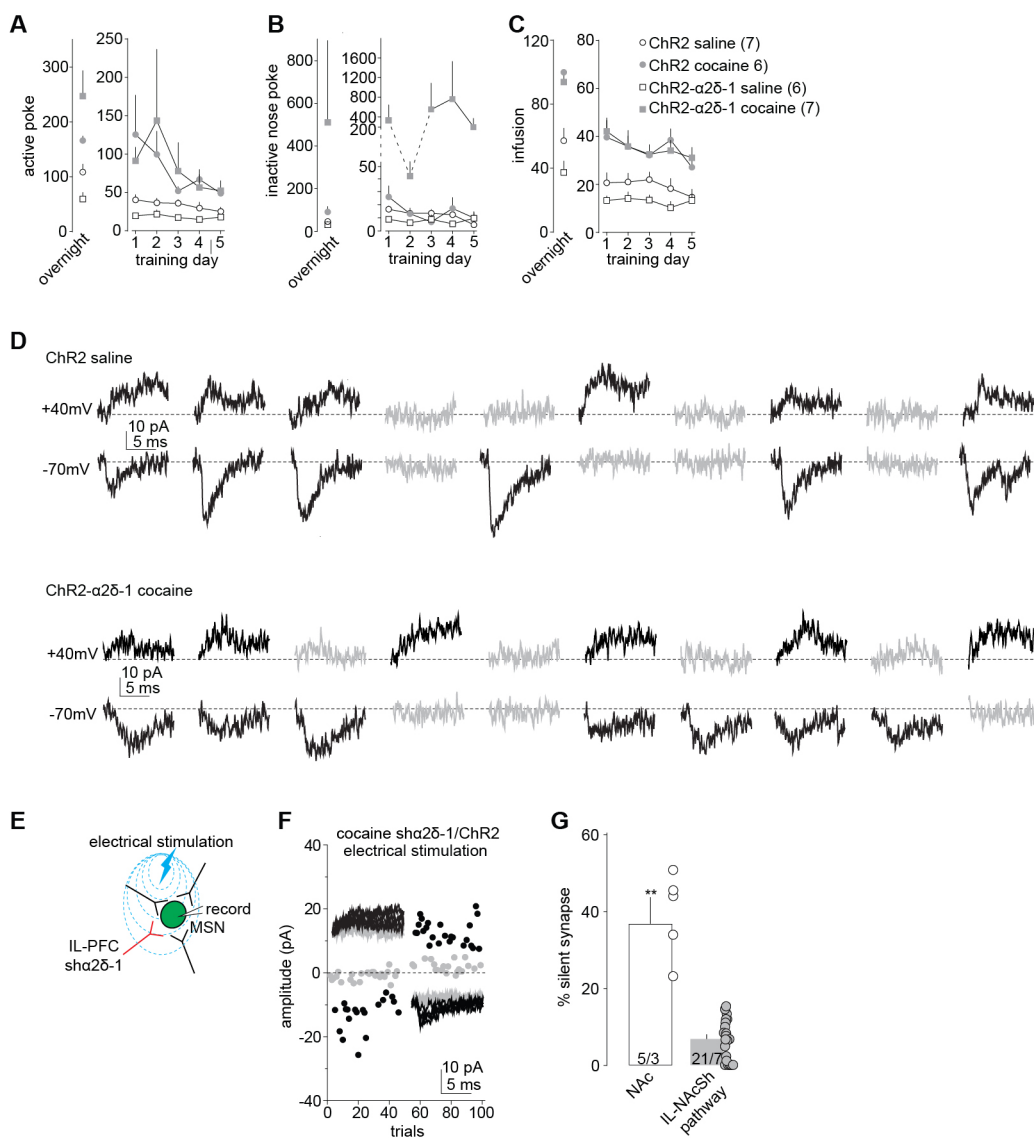 A
active poke
300
200
100
0
overnight
250
200
150
100
50
0
1 2 3 4 5
training day
B
inactive nose poke
800
600
400
200
0
overnight
1600
1200
800
400
200
50
0
1 2 3 4 5
training day
C
infusion
120
80
40
0
overnight
80
60
40
20
0
1 2 3 4 5
training day
ChR2 saline (7)
ChR2 cocaine 6)
ChR2-α2δ-1 saline (6)
ChR2-α2δ-1 cocaine (7)
D
ChR2 saline
+40mV
10 pA
5 ms
-70mV
ChR2-α2δ-1 cocaine
+40mV
10 pA
5 ms
-70mV
E
electrical stimulation
record
MSN
IL-PFC
shα2δ-1
F
cocaine shα2δ-1/ChR2
electrical stimulation
amplitude (pA)
40
20
0
-20
-40
10 pA
5 ms
0 20 40 60 80 100
trials
G
% silent synapse
60
40
20
0
**
5/3
21/7
NAc
IL-NAcSh
pathway